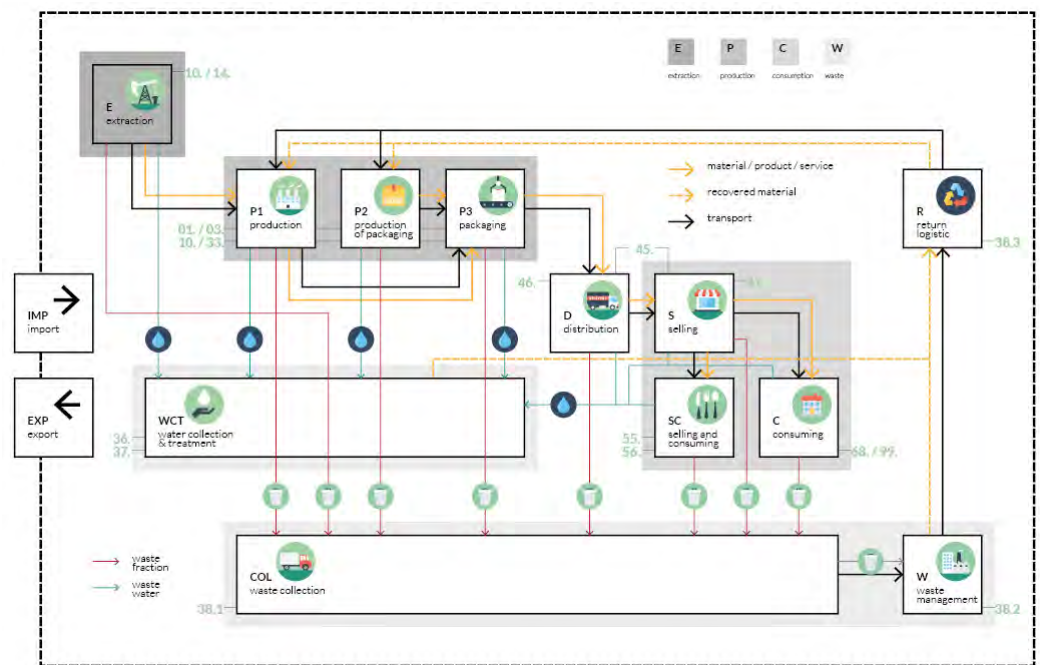 E
P
C
W
extraction
production
consumption
waste
10. / 14.
E
extraction
material / product / service
recovered material
transport
P1
production
P2
production
of packaging
P3
packaging
R
return
logistic
01. / 03.
10. / 33.
38.3
45.
46.
IMP
import
D
distribution
S
selling
EXP
export
WCT
water collection
& treatment
36.
37.
SC
selling and
consuming
C
consuming
55.
56.
68. / 99.
waste
fraction
waste
water
COL
waste collection
W
waste
management
38.1
38.2